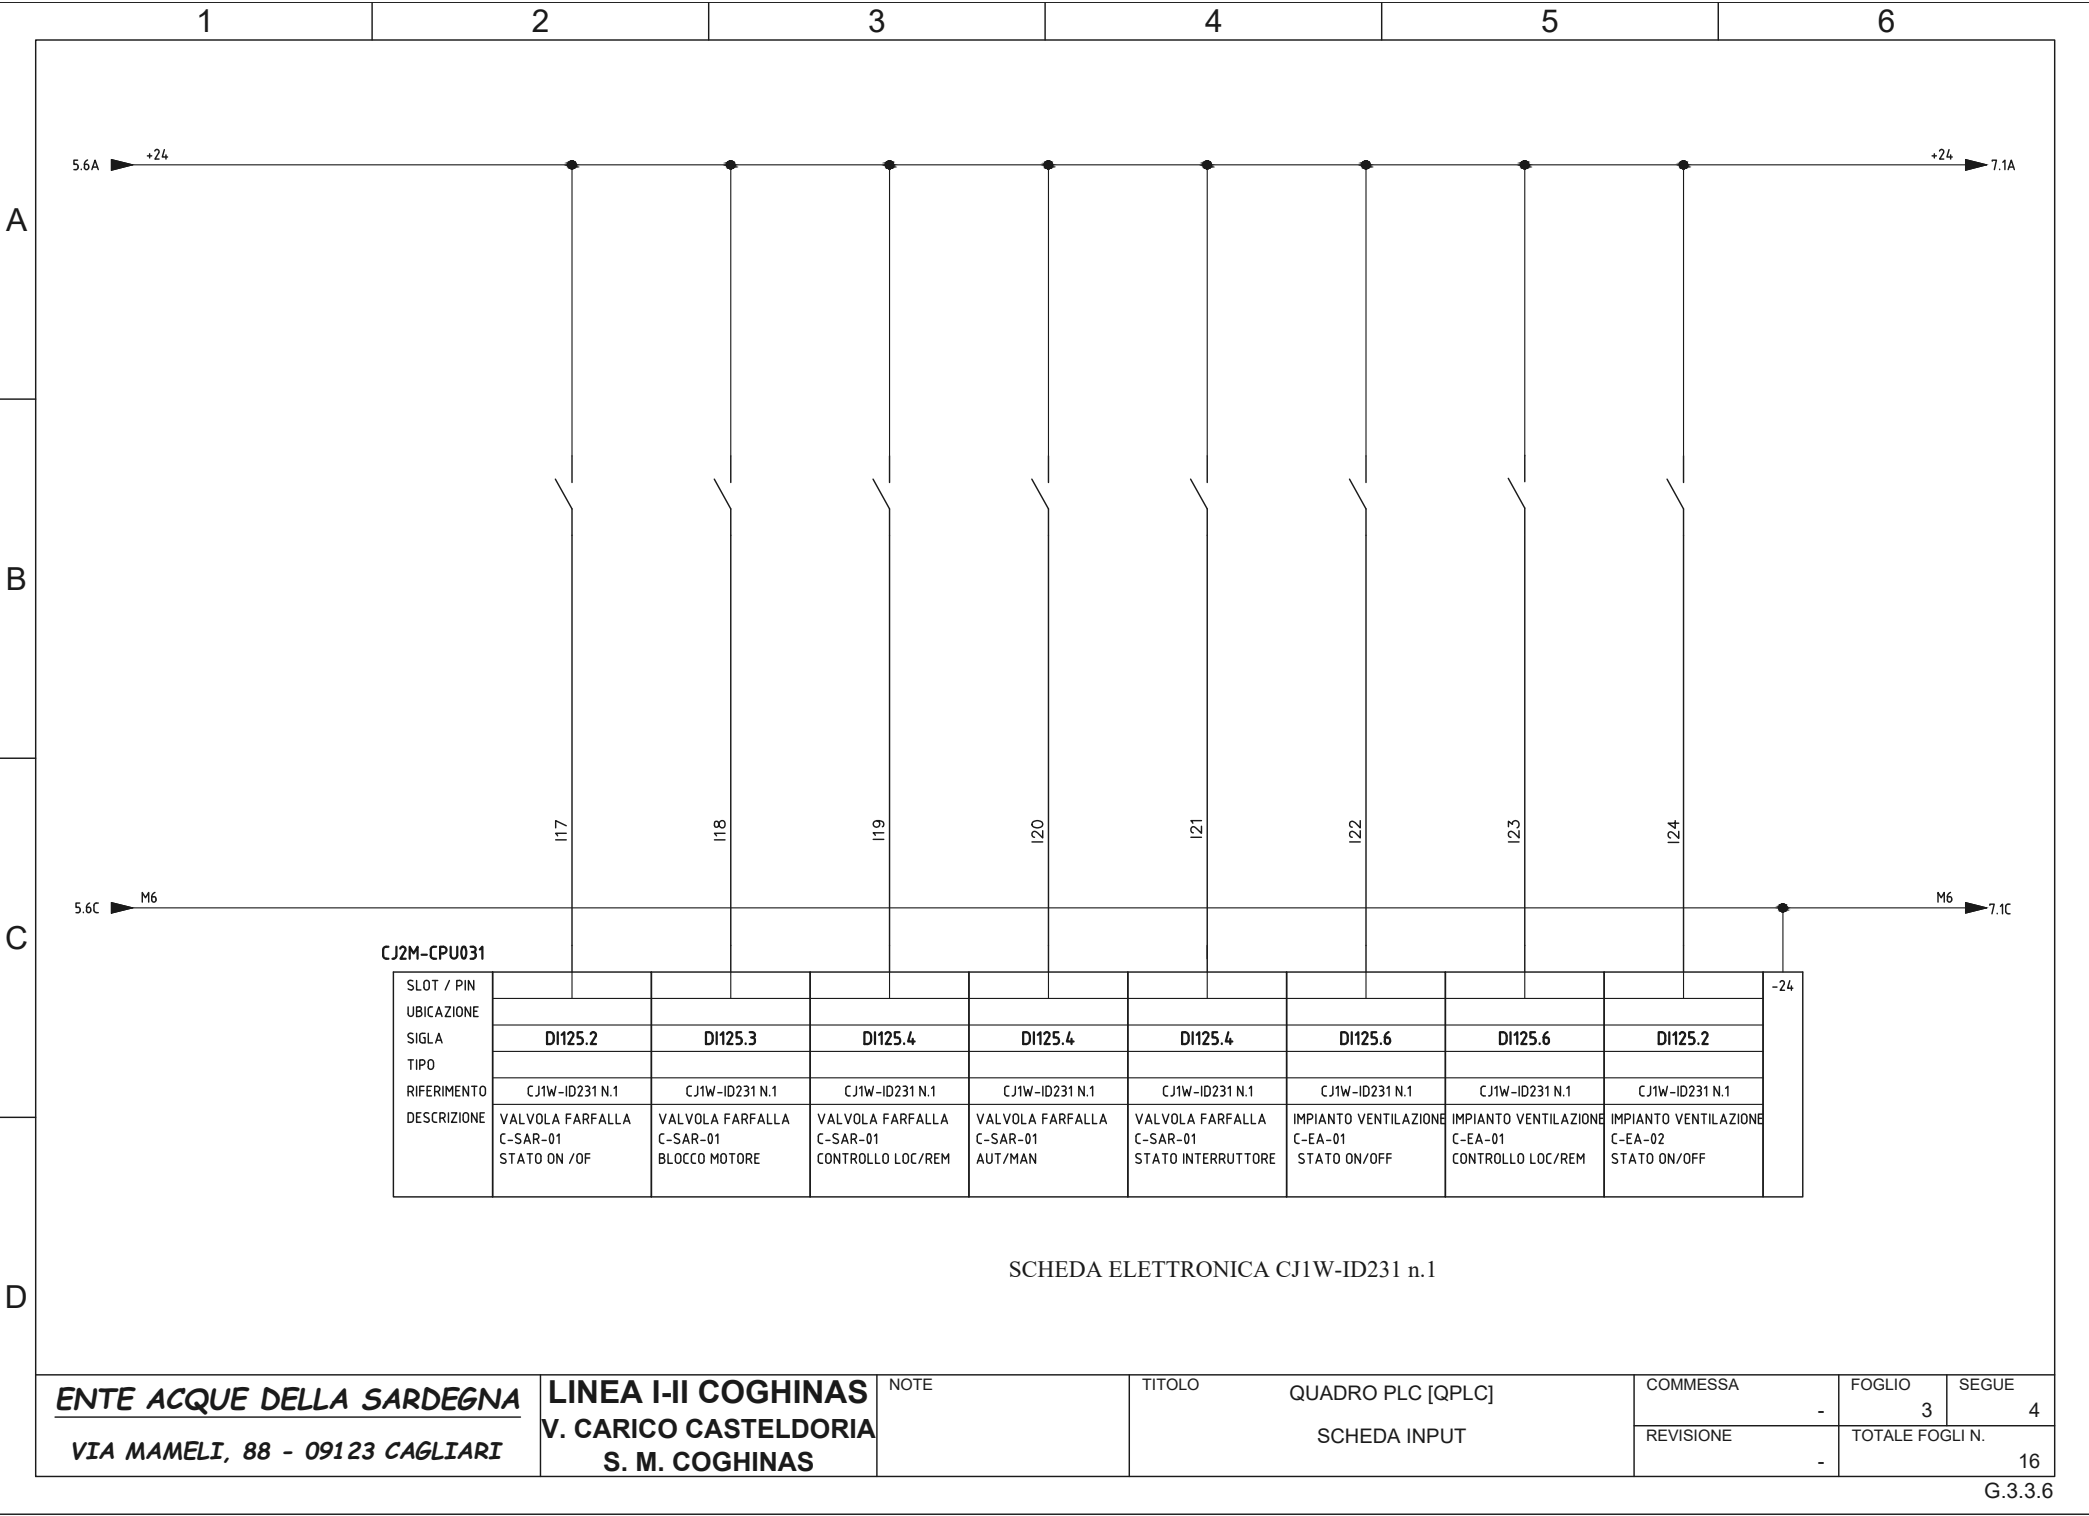 1 2 3 4 5 6
A
B
C
D
5.6A +24 +24 7.1A
I17 I18 I19 I20 I21 I22 I23 I24
5.6C M6 M6 7.1C
CJ2M-CPU031
SLOT / PIN -24
UBICAZIONE
SIGLA DI125.2 DI125.3 DI125.4 DI125.4 DI125.4 DI125.6 DI125.6 DI125.2
TIPO
RIFERIMENTO CJ1W-ID231 N.1 CJ1W-ID231 N.1 CJ1W-ID231 N.1 CJ1W-ID231 N.1 CJ1W-ID231 N.1 CJ1W-ID231 N.1 CJ1W-ID231 N.1 CJ1W-ID231 N.1
DESCRIZIONE VALVOLA FARFALLA VALVOLA FARFALLA VALVOLA FARFALLA VALVOLA FARFALLA VALVOLA FARFALLA IMPIANTO VENTILAZIONE IMPIANTO VENTILAZIONE IMPIANTO VENTILAZIONE
C-SAR-01 C-SAR-01 C-SAR-01 C-SAR-01 C-SAR-01 C-EA-01 C-EA-01 C-EA-02
STATO ON /OF BLOCCO MOTORE CONTROLLO LOC/REM AUT/MAN STATO INTERRUTTORE STATO ON/OFF CONTROLLO LOC/REM STATO ON/OFF
SCHEDA ELETTRONICA CJ1W-ID231 n.1
ENTE ACQUE DELLA SARDEGNA
VIA MAMELI, 88 - 09123 CAGLIARI
LINEA I-II COGHINAS
V. CARICO CASTELDORIA
S. M. COGHINAS
NOTE
TITOLO
QUADRO PLC [QPLC]
SCHEDA INPUT
COMMESSA
-
REVISIONE
-
FOGLIO
3
SEGUE
4
TOTALE FOGLI N.
16
G.3.3.6